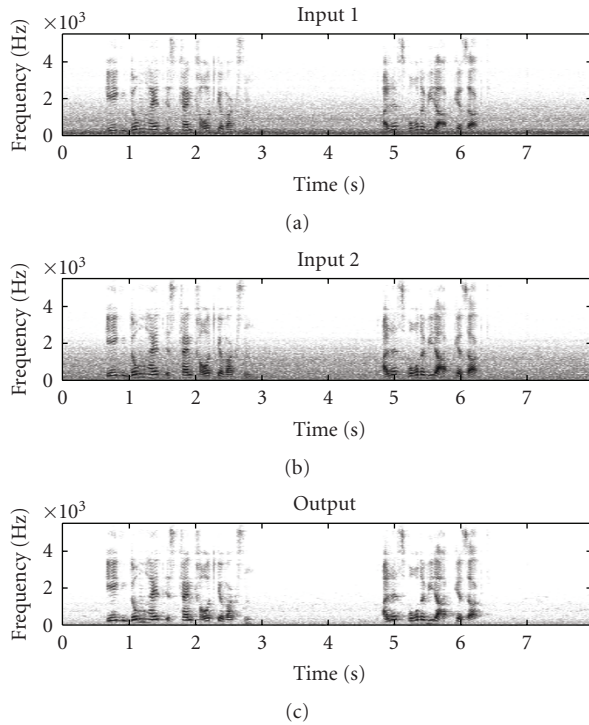 Input 1
×10³
Frequency (Hz)
4
2
0
0 1 2 3 4 5 6 7
Time (s)
(a)
Input 2
×10³
Frequency (Hz)
4
2
0
0 1 2 3 4 5 6 7
Time (s)
(b)
Output
×10³
Frequency (Hz)
4
2
0
0 1 2 3 4 5 6 7
Time (s)
(c)